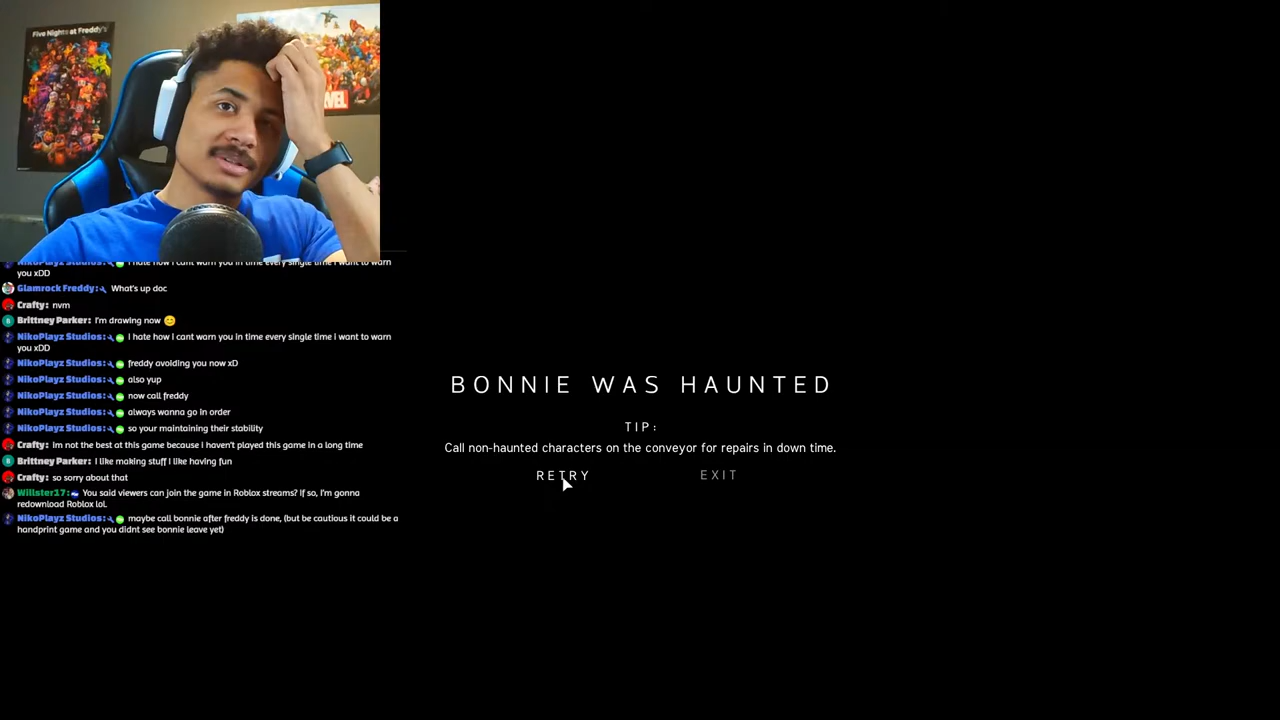 Five Nights at Freddy's
MARVEL
NikoPlayz Studios: I hate how i cant warn you in time every single time i want to warn
you xDD
Glamrock Freddy: What's up doc
Crafty: nvm
Brittney Parker: I'm drawing now 😊
NikoPlayz Studios: I hate how i cant warn you in time every single time i want to warn
you xDD
NikoPlayz Studios: freddy avoiding you now xD
NikoPlayz Studios: also yup
NikoPlayz Studios: now call freddy
NikoPlayz Studios: always wanna go in order
NikoPlayz Studios: so your maintaining their stability
Crafty: Im not the best at this game because I haven't played this game in a long time
Brittney Parker: I like making stuff I like having fun
Crafty: so sorry about that
Willster17: You said viewers can join the game in Roblox streams? If so, I'm gonna
redownload Roblox lol.
NikoPlayz Studios: maybe call bonnie after freddy is done, (but be cautious it could be a
handprint game and you didnt see bonnie leave yet)
BONNIE WAS HAUNTED
TIP:
Call non-haunted characters on the conveyor for repairs in down time.
RETRY EXIT